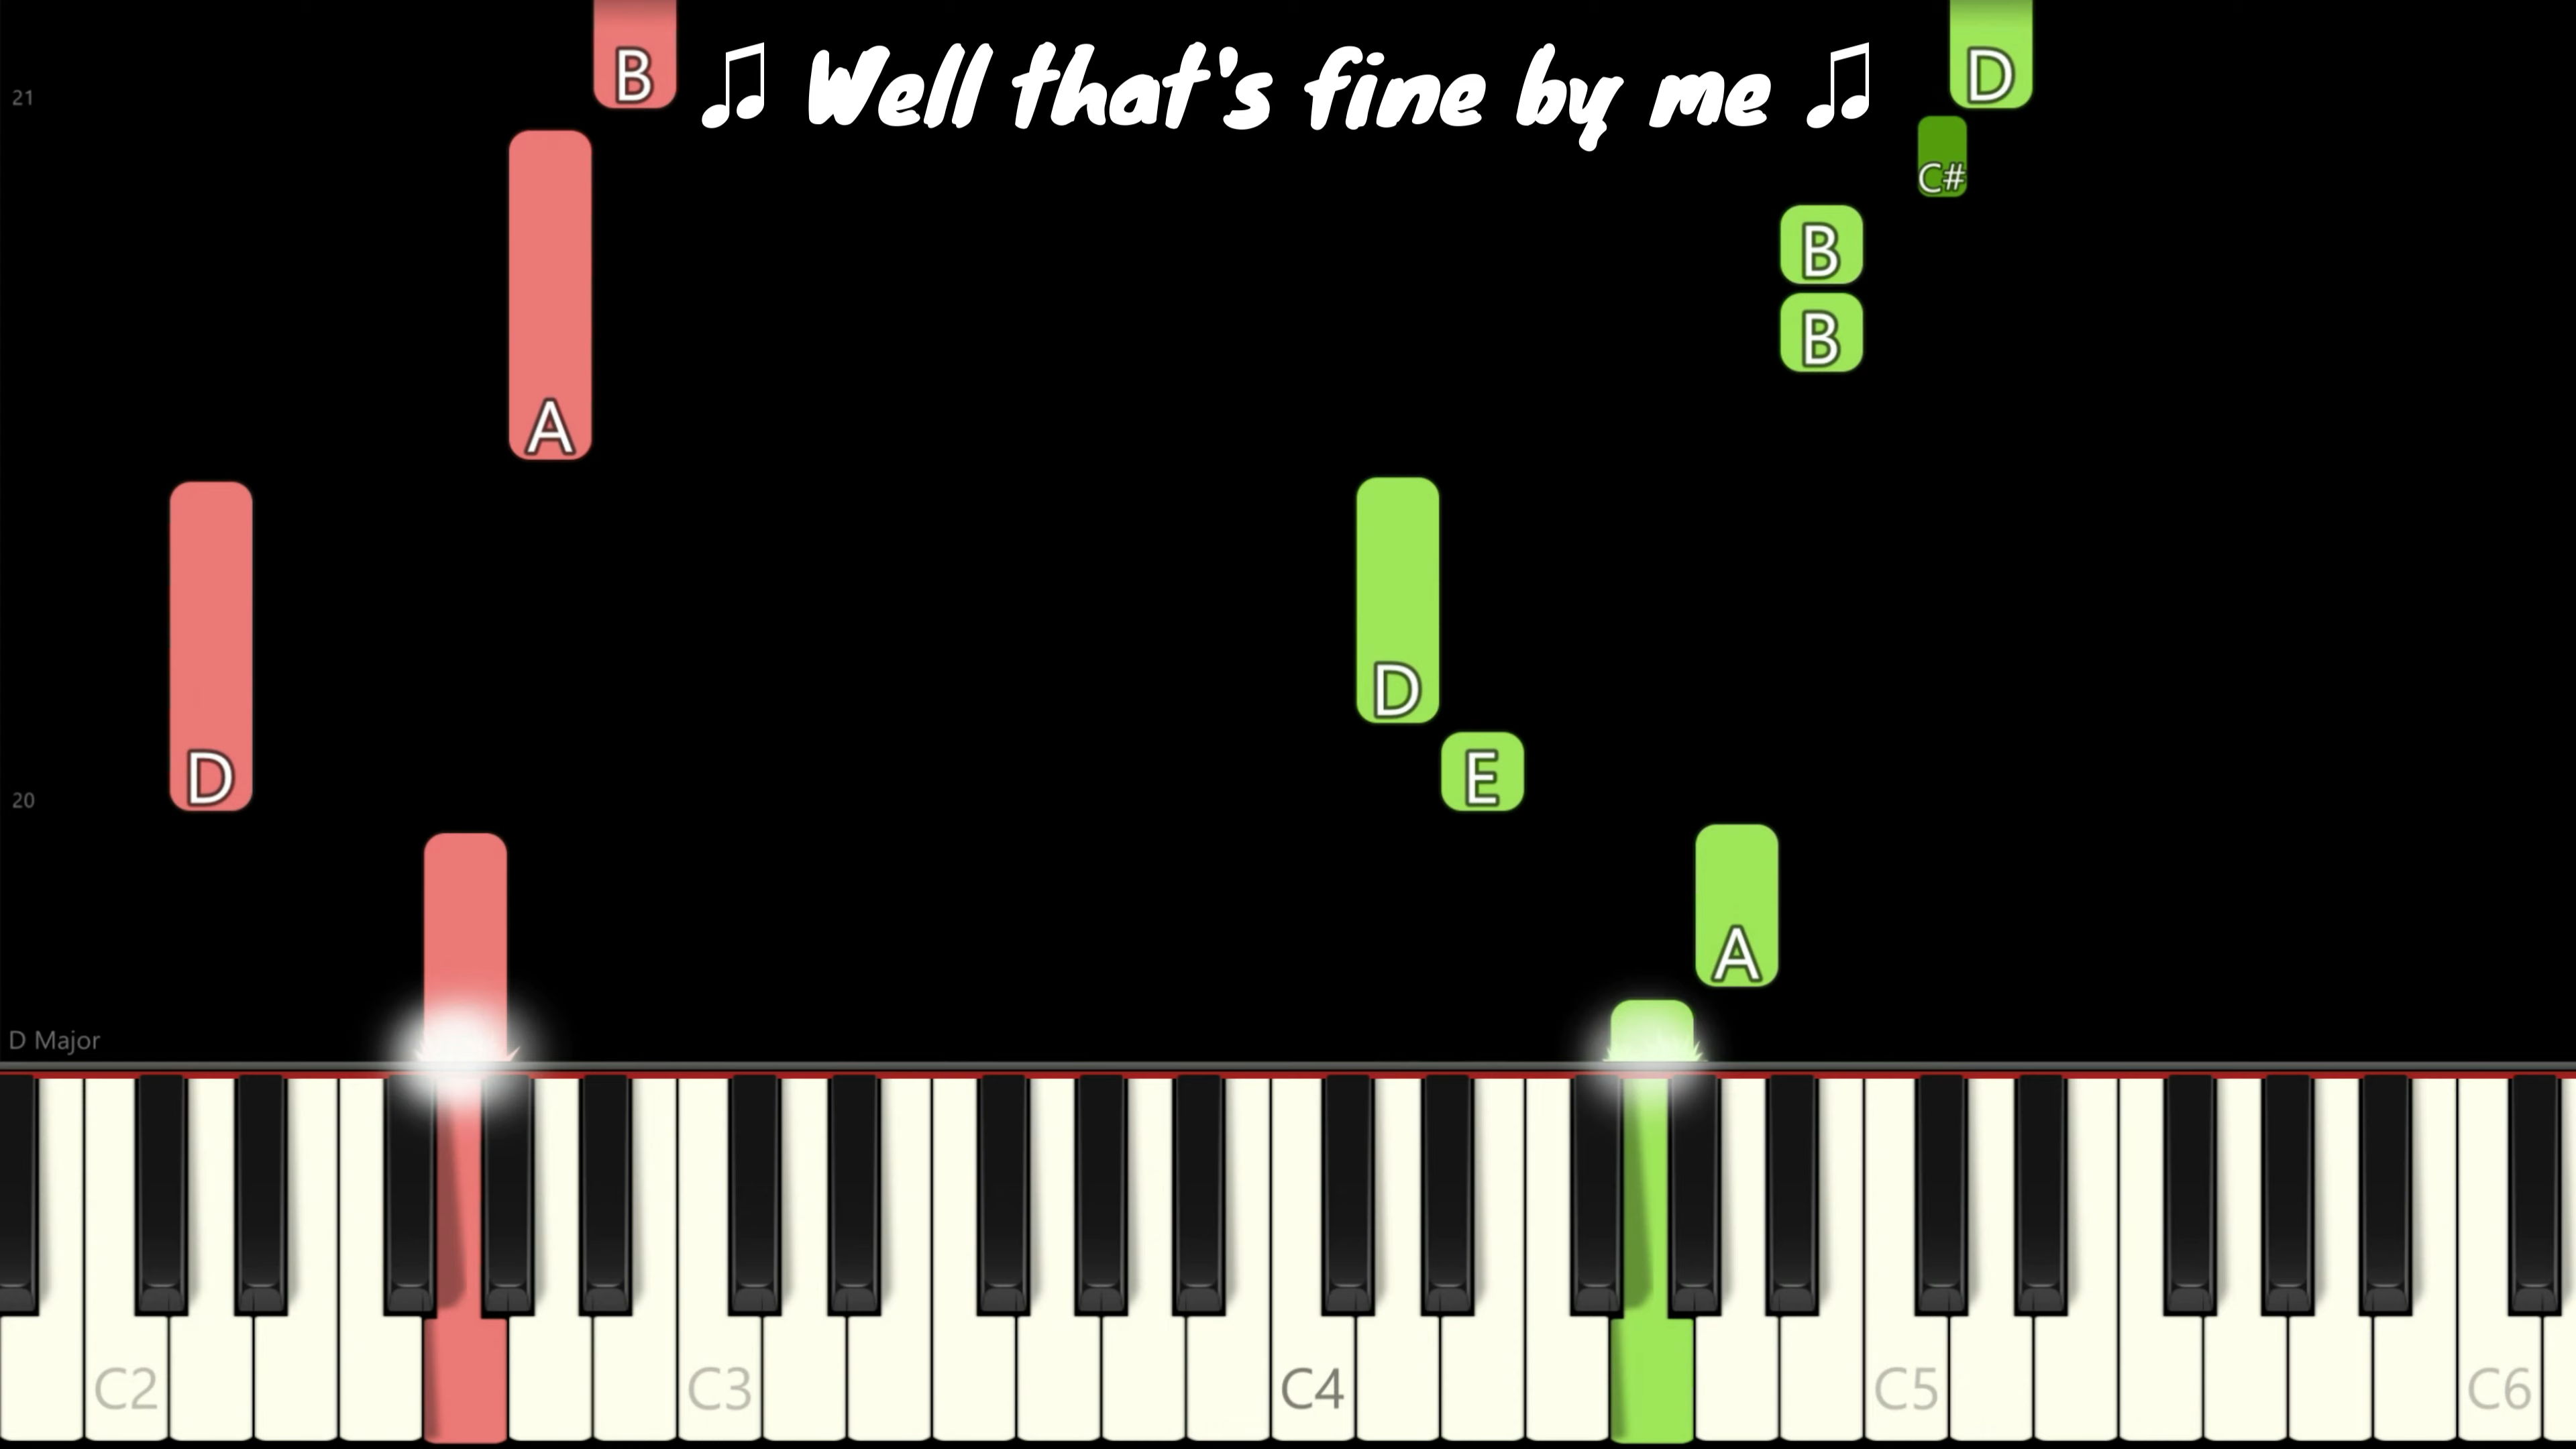 B
♫ Well that's fine by me ♫
D
21
C#
B
B
A
D
D
E
20
A
D Major
C2
C3
C4
C5
C6